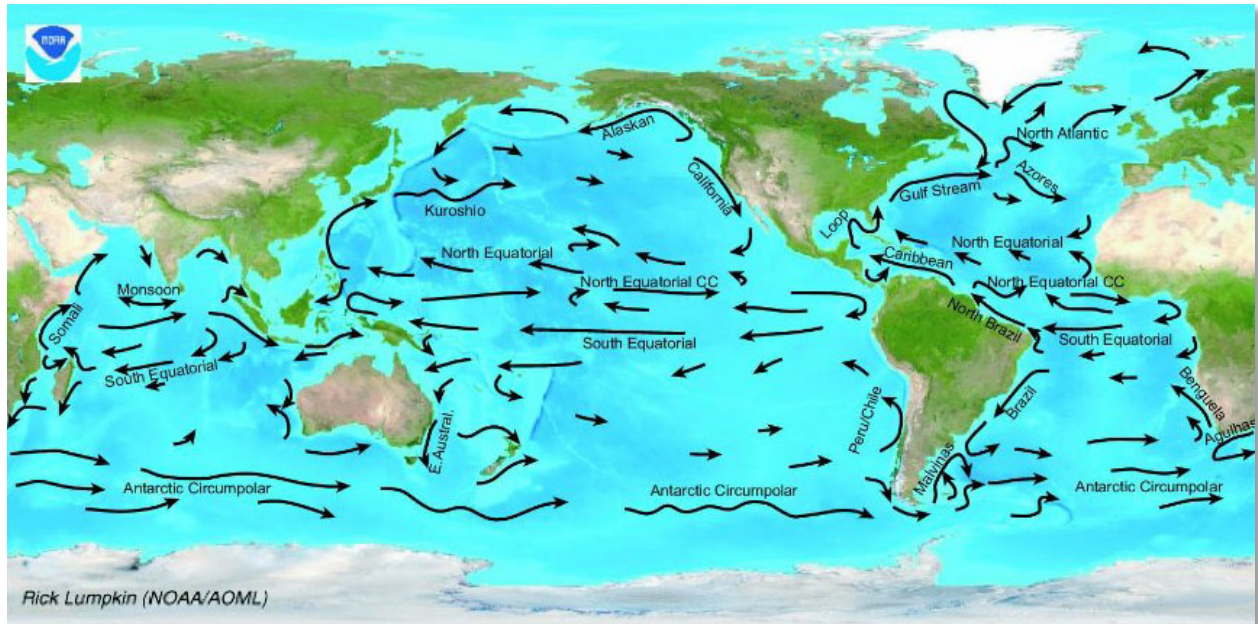 NOAA
Alaskan
North Atlantic
California
Azores
Gulf Stream
Kuroshio
Loop
North Equatorial
North Equatorial
Caribbean
Monsoon
North Equatorial CC
North Equatorial CC
Somali
North Brazil
South Equatorial
South Equatorial
South Equatorial
Benguela
Brazil
Peru/Chile
E.Austral.
Agulhas
Malvinas
Antarctic Circumpolar
Antarctic Circumpolar
Antarctic Circumpolar
Rick Lumpkin (NOAA/AOML)